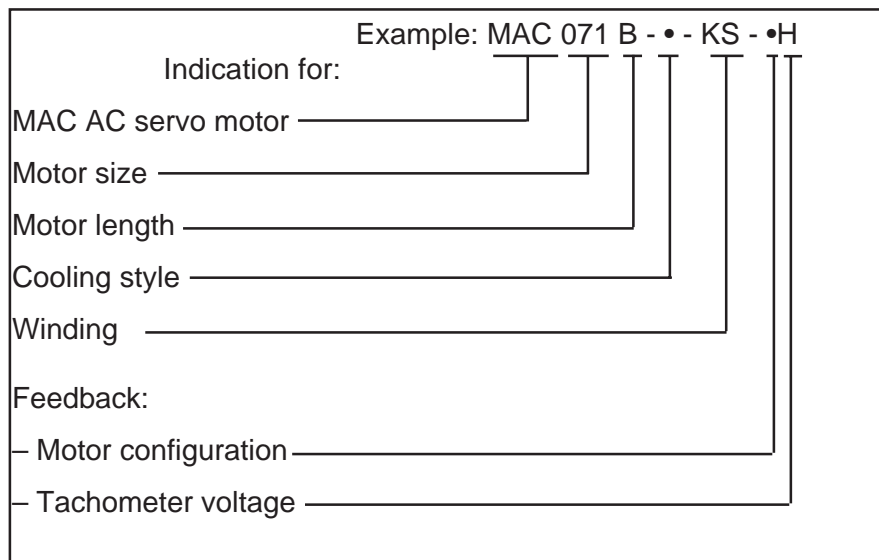 Example: MAC 071 B - • - KS - •H
Indication for:
MAC AC servo motor
Motor size
Motor length
Cooling style
Winding
Feedback:
– Motor configuration
– Tachometer voltage